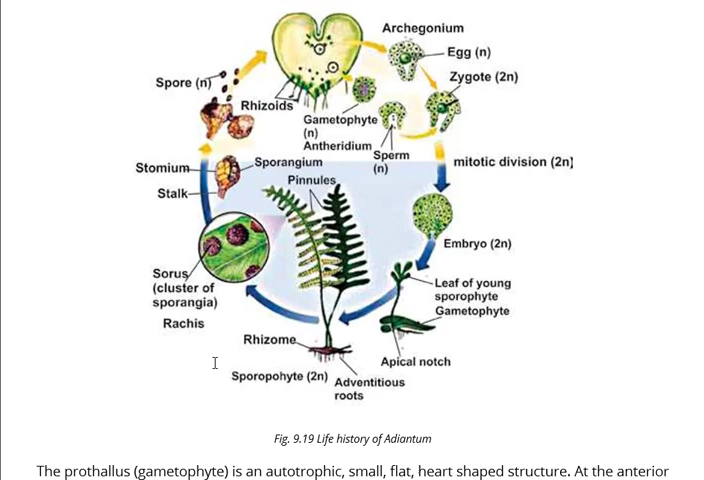 Archegonium
Egg (n)
Zygote (2n)
Spore (n)
Rhizoids
Gametophyte
(n)
Antheridium
Sperm
(n)
mitotic division (2n)
Stomium
Sporangium
Stalk
Pinnules
Embryo (2n)
Sorus
(cluster of
sporangia)
Rachis
Leaf of young
sporophyte
Gametophyte
Rhizome
Apical notch
Sporopohyte (2n)
Adventitious
roots
Fig. 9.19 Life history of Adiantum
The prothallus (gametophyte) is an autotrophic, small, flat, heart shaped structure. At the anterior